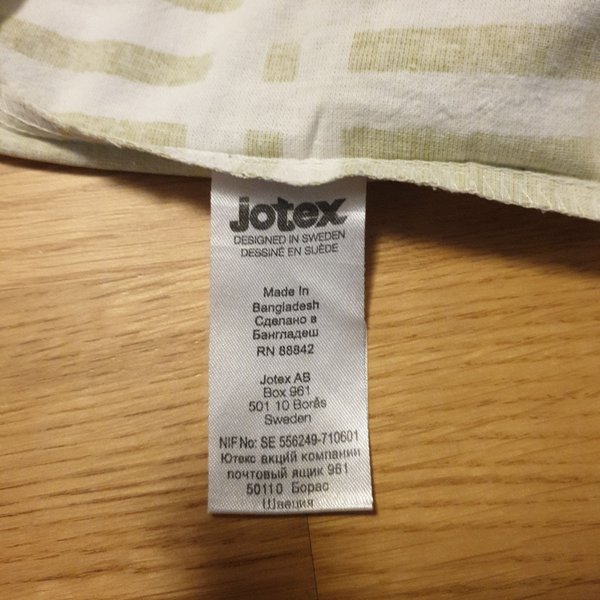 jotex
DESIGNED IN SWEDEN
DESSINÉ EN SUÈDE
Made In
Bangladesh
Сделано в
Бангладеш
RN 88842
Jotex AB
Box 961
501 10 Borås
Sweden
NIF No: SE 556249-710601
Ютекс акций компании
почтовый ящик 961
50110 Борас
Швеция